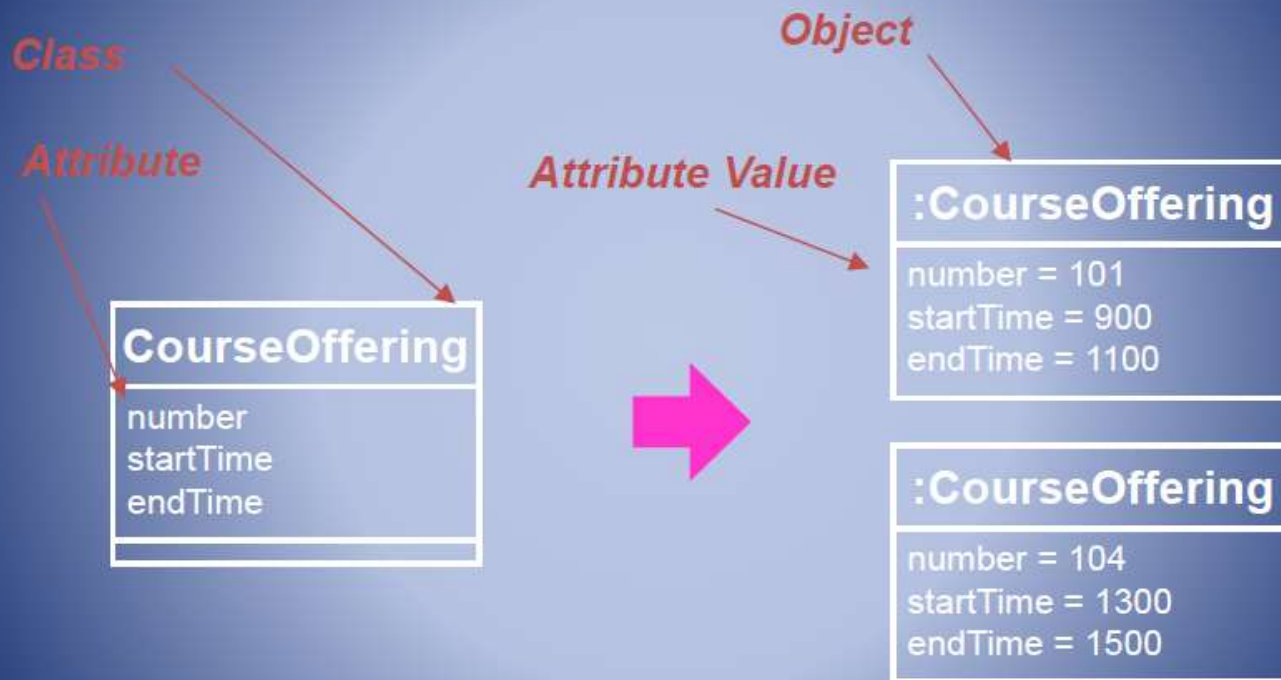 Class
Attribute
CourseOffering
number
startTime
endTime
Object
Attribute Value
:CourseOffering
number = 101
startTime = 900
endTime = 1100
:CourseOffering
number = 104
startTime = 1300
endTime = 1500